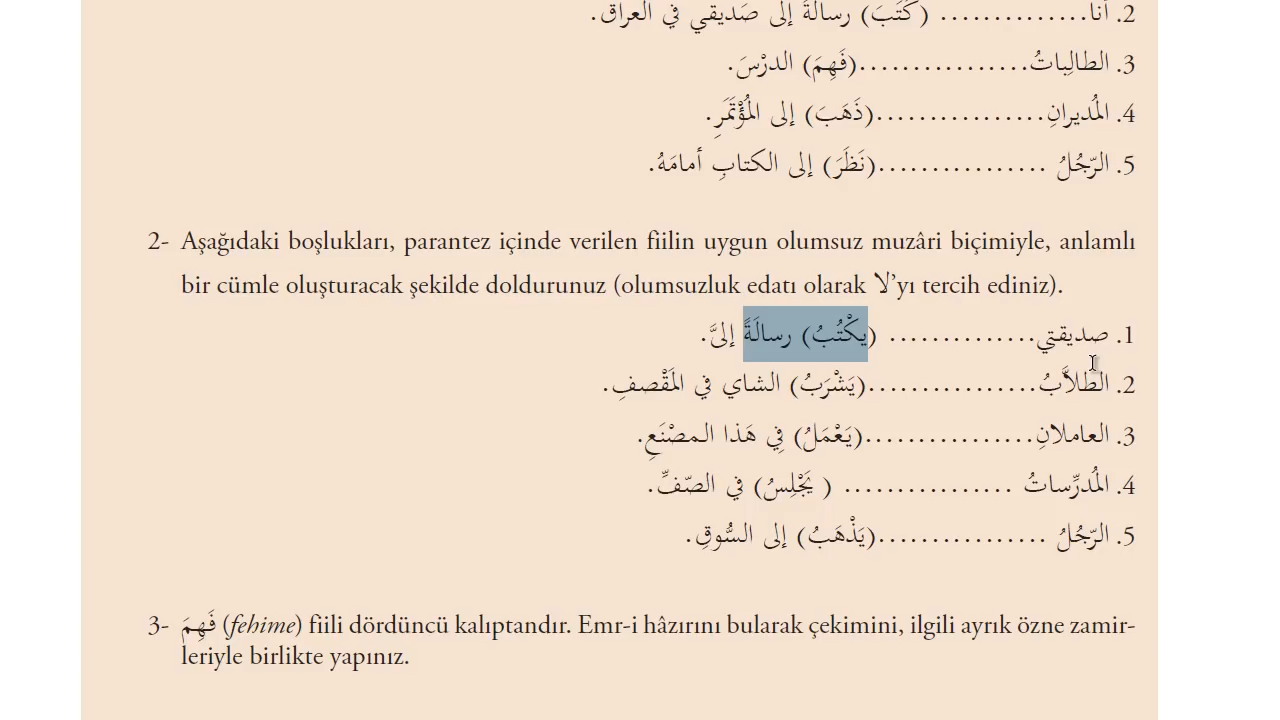 2. أنا.............. (كَتَبَ) رسالةً إلى صَديقي في العراق.
3. الطالِباتُ................(فَهِمَ) الدرْسَ.
4. المُديرانِ................(ذَهَبَ) إلى المُؤْتَمَرِ.
5. الرّجُلُ ................(نَظَرَ) إلى الكتابِ أمامَهُ.
2- Aşağıdaki boşlukları, parantez içinde verilen fiilin uygun olumsuz muzâri biçimiyle, anlamlı
bir cümle oluşturacak şekilde doldurunuz (olumsuzluk edatı olarak لا’yı tercih ediniz).
1. صديقتي.............. (يكْتُبُ) رسالَةً إلىَّ.
2. الطُلاَّبُ................(يَشْرَبُ) الشاي في المَقْصفِ.
3. العاملانِ................(يَعْمَلُ) فِي هَذا المصْنَعِ.
4. المُدرِّساتُ ................ ( يَجْلِسُ) في الصّفِّ.
5. الرّجُلُ ................(يَذْهَبُ) إلى السُّوقِ.
3- فَهِمَ (fehime) fiili dördüncü kalıptandır. Emr-i hâzırını bularak çekimini, ilgili ayrık özne zamir-
leriyle birlikte yapınız.